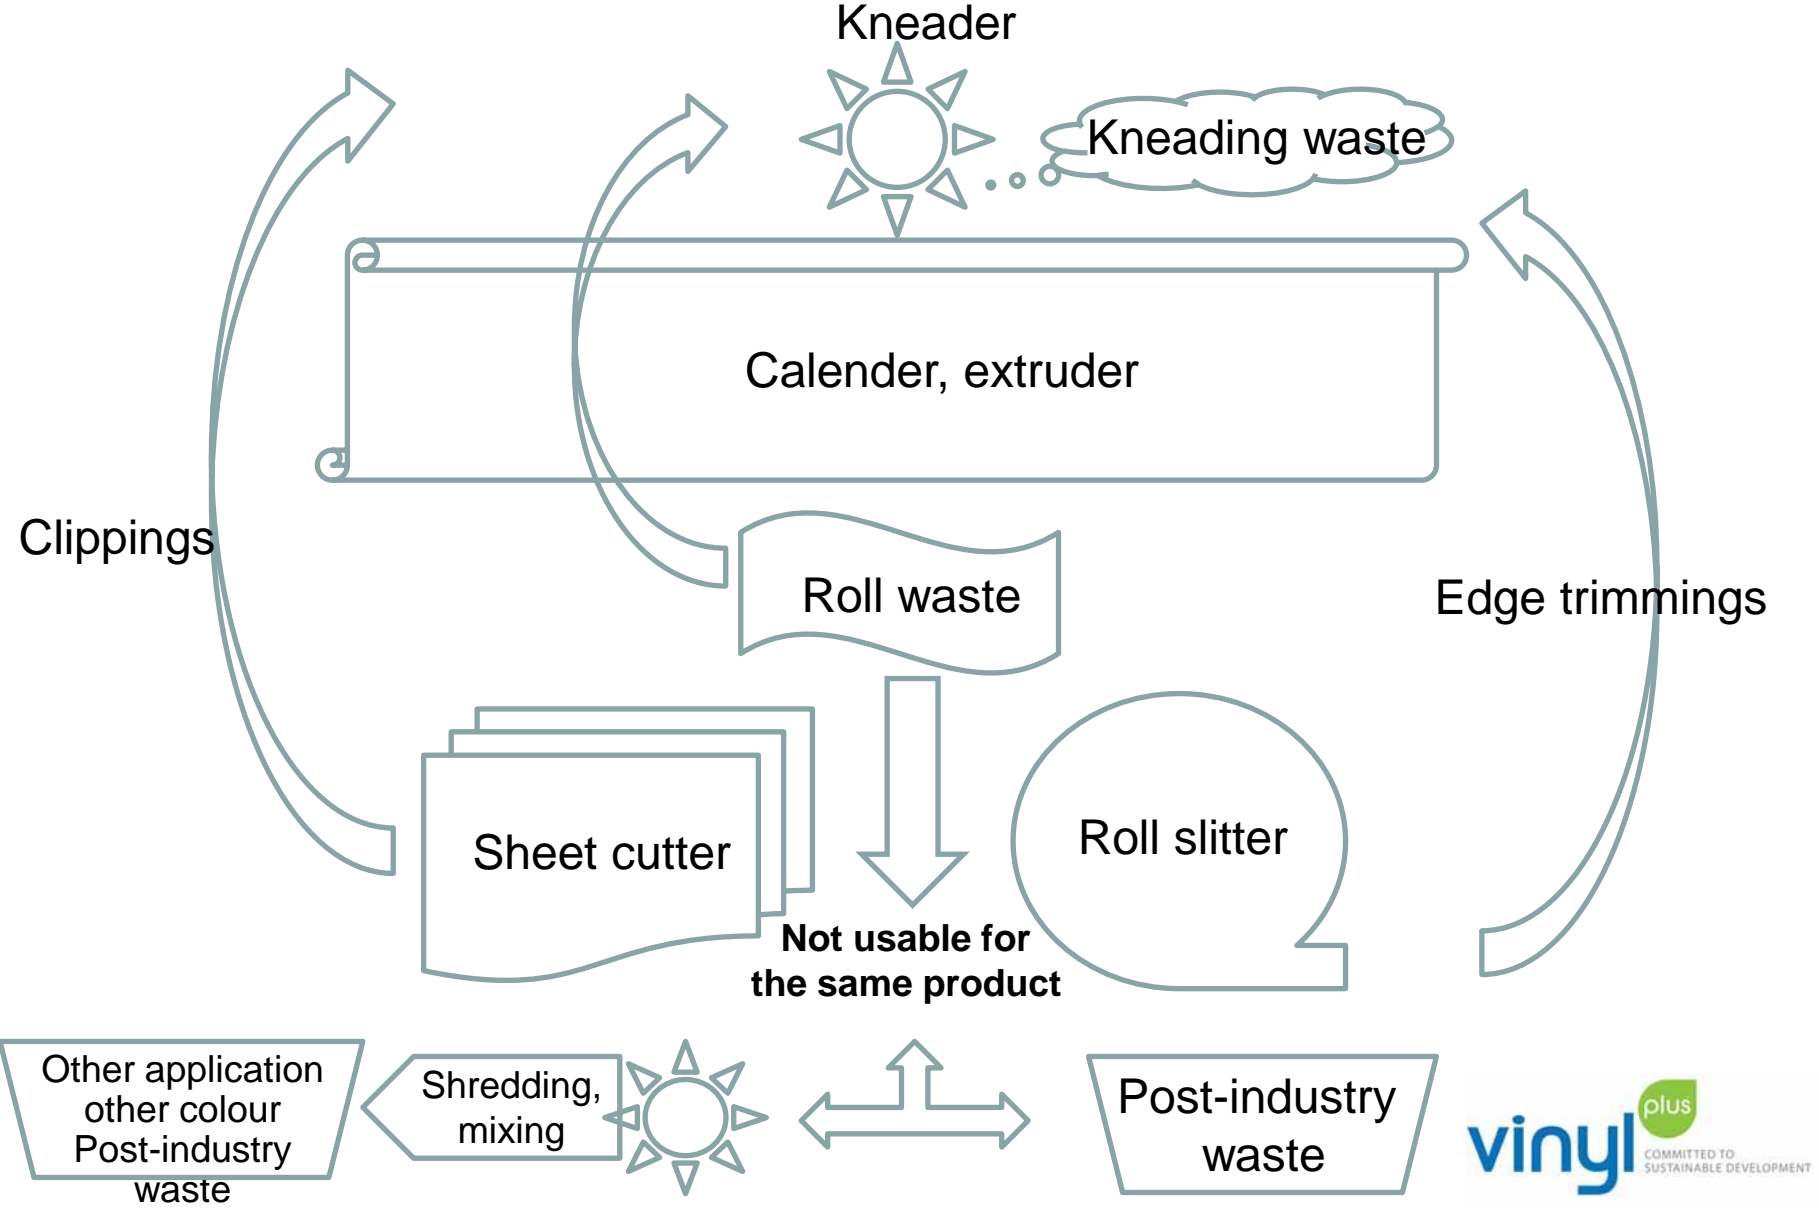 Kneader
Kneading waste
Calender, extruder
Clippings
Roll waste
Edge trimmings
Sheet cutter
Roll slitter
Not usable for
the same product
Other application
other colour
Post-industry
waste
Shredding,
mixing
Post-industry
waste
vinyl
plus
COMMITTED TO
SUSTAINABLE DEVELOPMENT